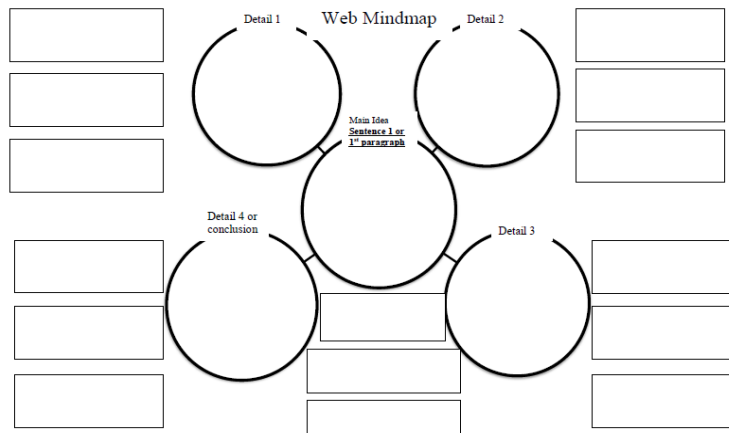 Web Mindmap
Detail 1
Detail 2
Main Idea
Sentence 1 or
1st paragraph
Detail 4 or
conclusion
Detail 3